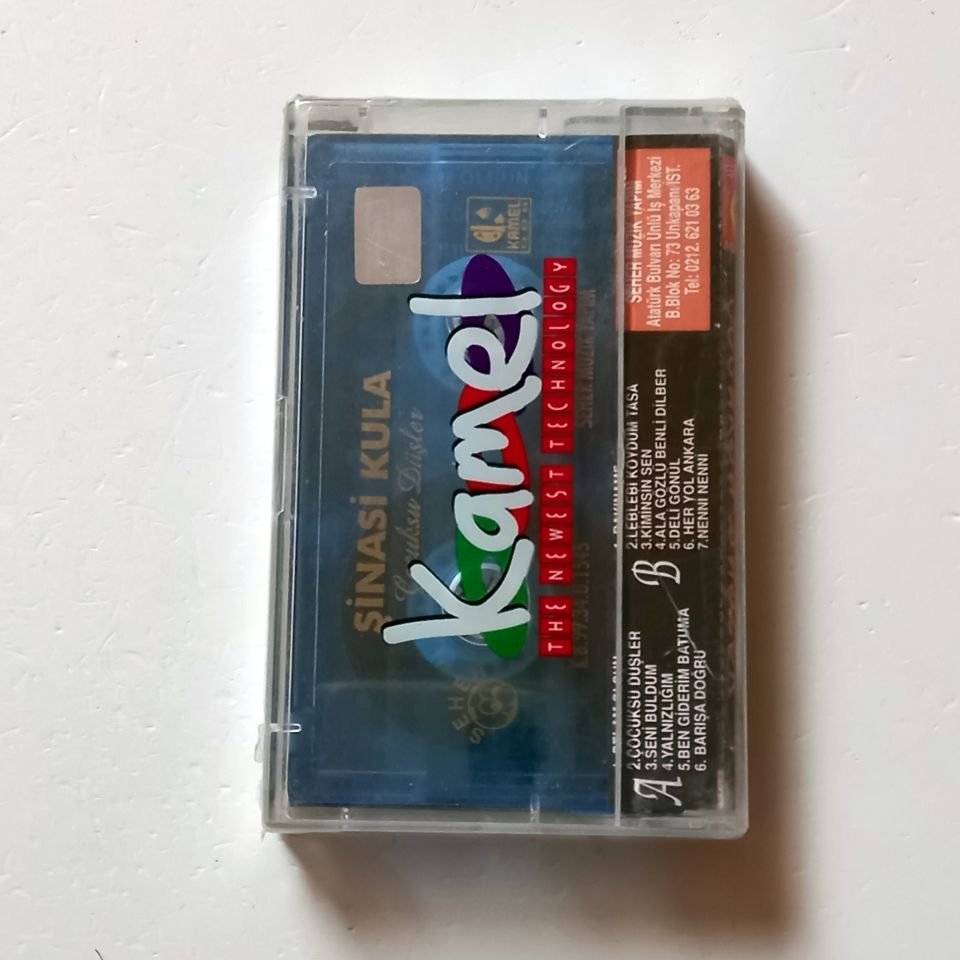 ŞİNASİ KULA
Çocuksu Düşler
SEHER
KAMEL
Kamel
THE NEWEST TECHNOLOGY
SEHER MÜZİK YAPIM
A
2.ÇOCUKSU DÜŞLER
3.SENİ BULDUM
4.YALNIZLIĞIM
5.BEN GİDERİM BATUMA
6. BARIŞA DOĞRU
B
2.LEBLEBİ KOYDUM TASA
3.KİMİNSİN SEN
4.ALA GÖZLÜ BENLİ DİLBER
5.DELİ GÖNÜL
6. HER YOL ANKARA
7.NENNİ NENNİ
SEHER MÜZİK YAPIM
Atatürk Bulvarı Ünlü İş Merkezi
B.Blok No: 73 Unkapanı/İST.
Tel: 0212. 621 03 63